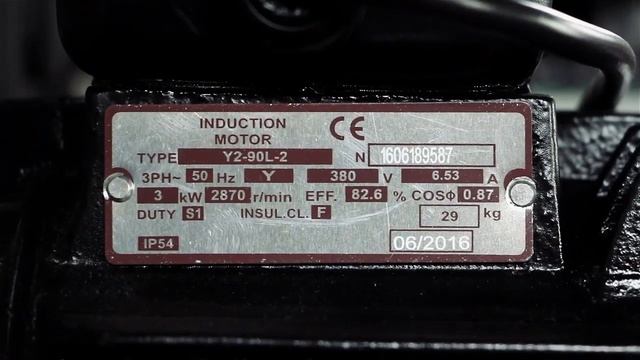 INDUCTION
MOTOR
CE
TYPE Y2-90L-2 N 1606189587
3PH~ 50 Hz Y 380 V 6.53 A
3 kW 2870 r/min EFF. 82.6 % COSΦ 0.87
DUTY S1 INSUL.CL. F 29 kg
IP54 06/2016